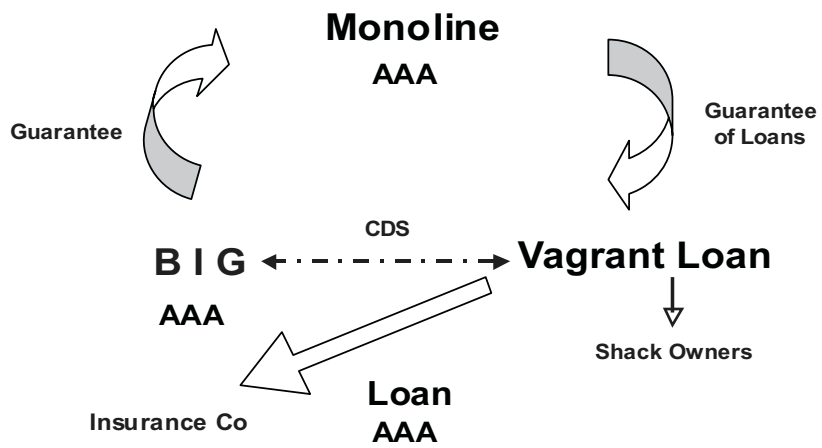 Monoline
AAA
Guarantee
Guarantee
of Loans
CDS
B I G
AAA
Vagrant Loan
Shack Owners
Loan
AAA
Insurance Co